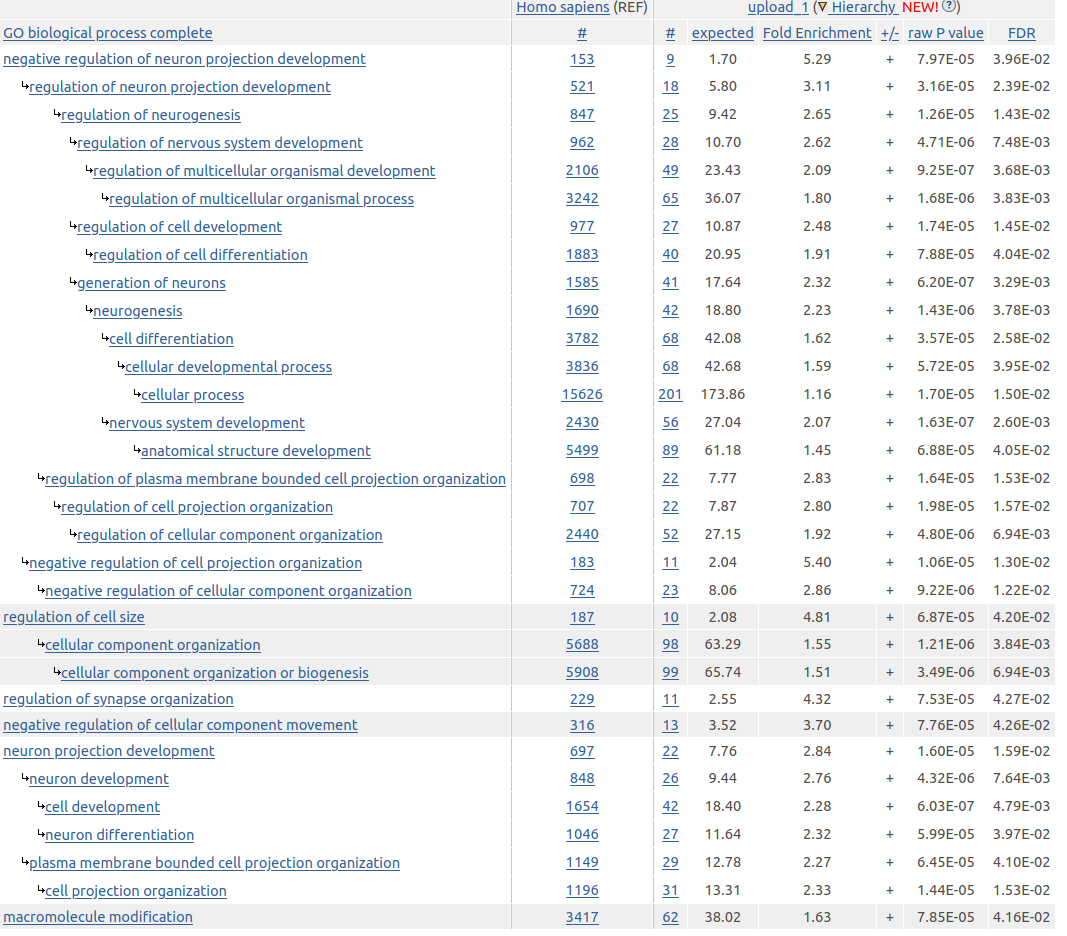 Homo sapiens (REF) upload_1 (▽ Hierarchy NEW! ?)
GO biological process complete # # expected Fold Enrichment +/- raw P value FDR
negative regulation of neuron projection development 153 9 1.70 5.29 + 7.97E-05 3.96E-02
↳regulation of neuron projection development 521 18 5.80 3.11 + 3.16E-05 2.39E-02
↳regulation of neurogenesis 847 25 9.42 2.65 + 1.26E-05 1.43E-02
↳regulation of nervous system development 962 28 10.70 2.62 + 4.71E-06 7.48E-03
↳regulation of multicellular organismal development 2106 49 23.43 2.09 + 9.25E-07 3.68E-03
↳regulation of multicellular organismal process 3242 65 36.07 1.80 + 1.68E-06 3.83E-03
↳regulation of cell development 977 27 10.87 2.48 + 1.74E-05 1.45E-02
↳regulation of cell differentiation 1883 40 20.95 1.91 + 7.88E-05 4.04E-02
↳generation of neurons 1585 41 17.64 2.32 + 6.20E-07 3.29E-03
↳neurogenesis 1690 42 18.80 2.23 + 1.43E-06 3.78E-03
↳cell differentiation 3782 68 42.08 1.62 + 3.57E-05 2.58E-02
↳cellular developmental process 3836 68 42.68 1.59 + 5.72E-05 3.95E-02
↳cellular process 15626 201 173.86 1.16 + 1.70E-05 1.50E-02
↳nervous system development 2430 56 27.04 2.07 + 1.63E-07 2.60E-03
↳anatomical structure development 5499 89 61.18 1.45 + 6.88E-05 4.05E-02
↳regulation of plasma membrane bounded cell projection organization 698 22 7.77 2.83 + 1.64E-05 1.53E-02
↳regulation of cell projection organization 707 22 7.87 2.80 + 1.98E-05 1.57E-02
↳regulation of cellular component organization 2440 52 27.15 1.92 + 4.80E-06 6.94E-03
↳negative regulation of cell projection organization 183 11 2.04 5.40 + 1.06E-05 1.30E-02
↳negative regulation of cellular component organization 724 23 8.06 2.86 + 9.22E-06 1.22E-02
regulation of cell size 187 10 2.08 4.81 + 6.87E-05 4.20E-02
↳cellular component organization 5688 98 63.29 1.55 + 1.21E-06 3.84E-03
↳cellular component organization or biogenesis 5908 99 65.74 1.51 + 3.49E-06 6.94E-03
regulation of synapse organization 229 11 2.55 4.32 + 7.53E-05 4.27E-02
negative regulation of cellular component movement 316 13 3.52 3.70 + 7.76E-05 4.26E-02
neuron projection development 697 22 7.76 2.84 + 1.60E-05 1.59E-02
↳neuron development 848 26 9.44 2.76 + 4.32E-06 7.64E-03
↳cell development 1654 42 18.40 2.28 + 6.03E-07 4.79E-03
↳neuron differentiation 1046 27 11.64 2.32 + 5.99E-05 3.97E-02
↳plasma membrane bounded cell projection organization 1149 29 12.78 2.27 + 6.45E-05 4.10E-02
↳cell projection organization 1196 31 13.31 2.33 + 1.44E-05 1.53E-02
macromolecule modification 3417 62 38.02 1.63 + 7.85E-05 4.16E-02